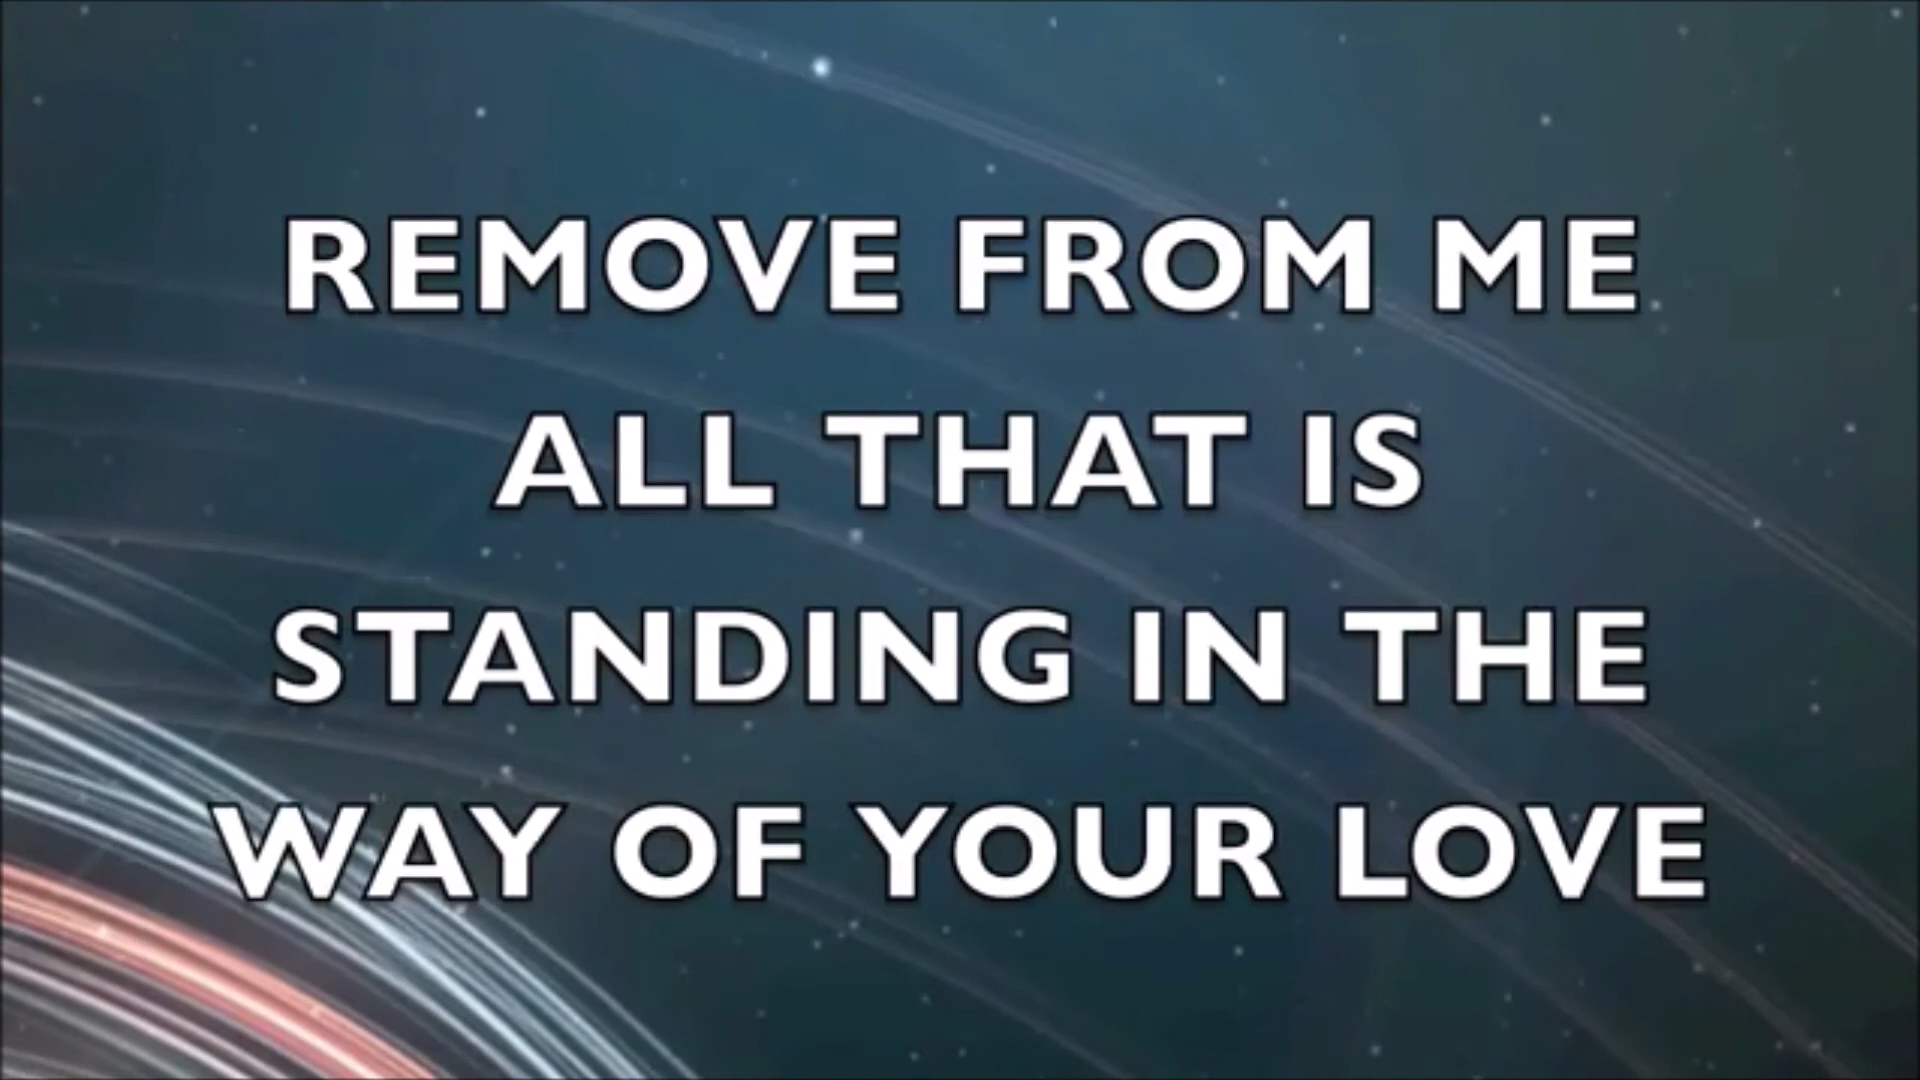 REMOVE FROM ME
ALL THAT IS
STANDING IN THE
WAY OF YOUR LOVE